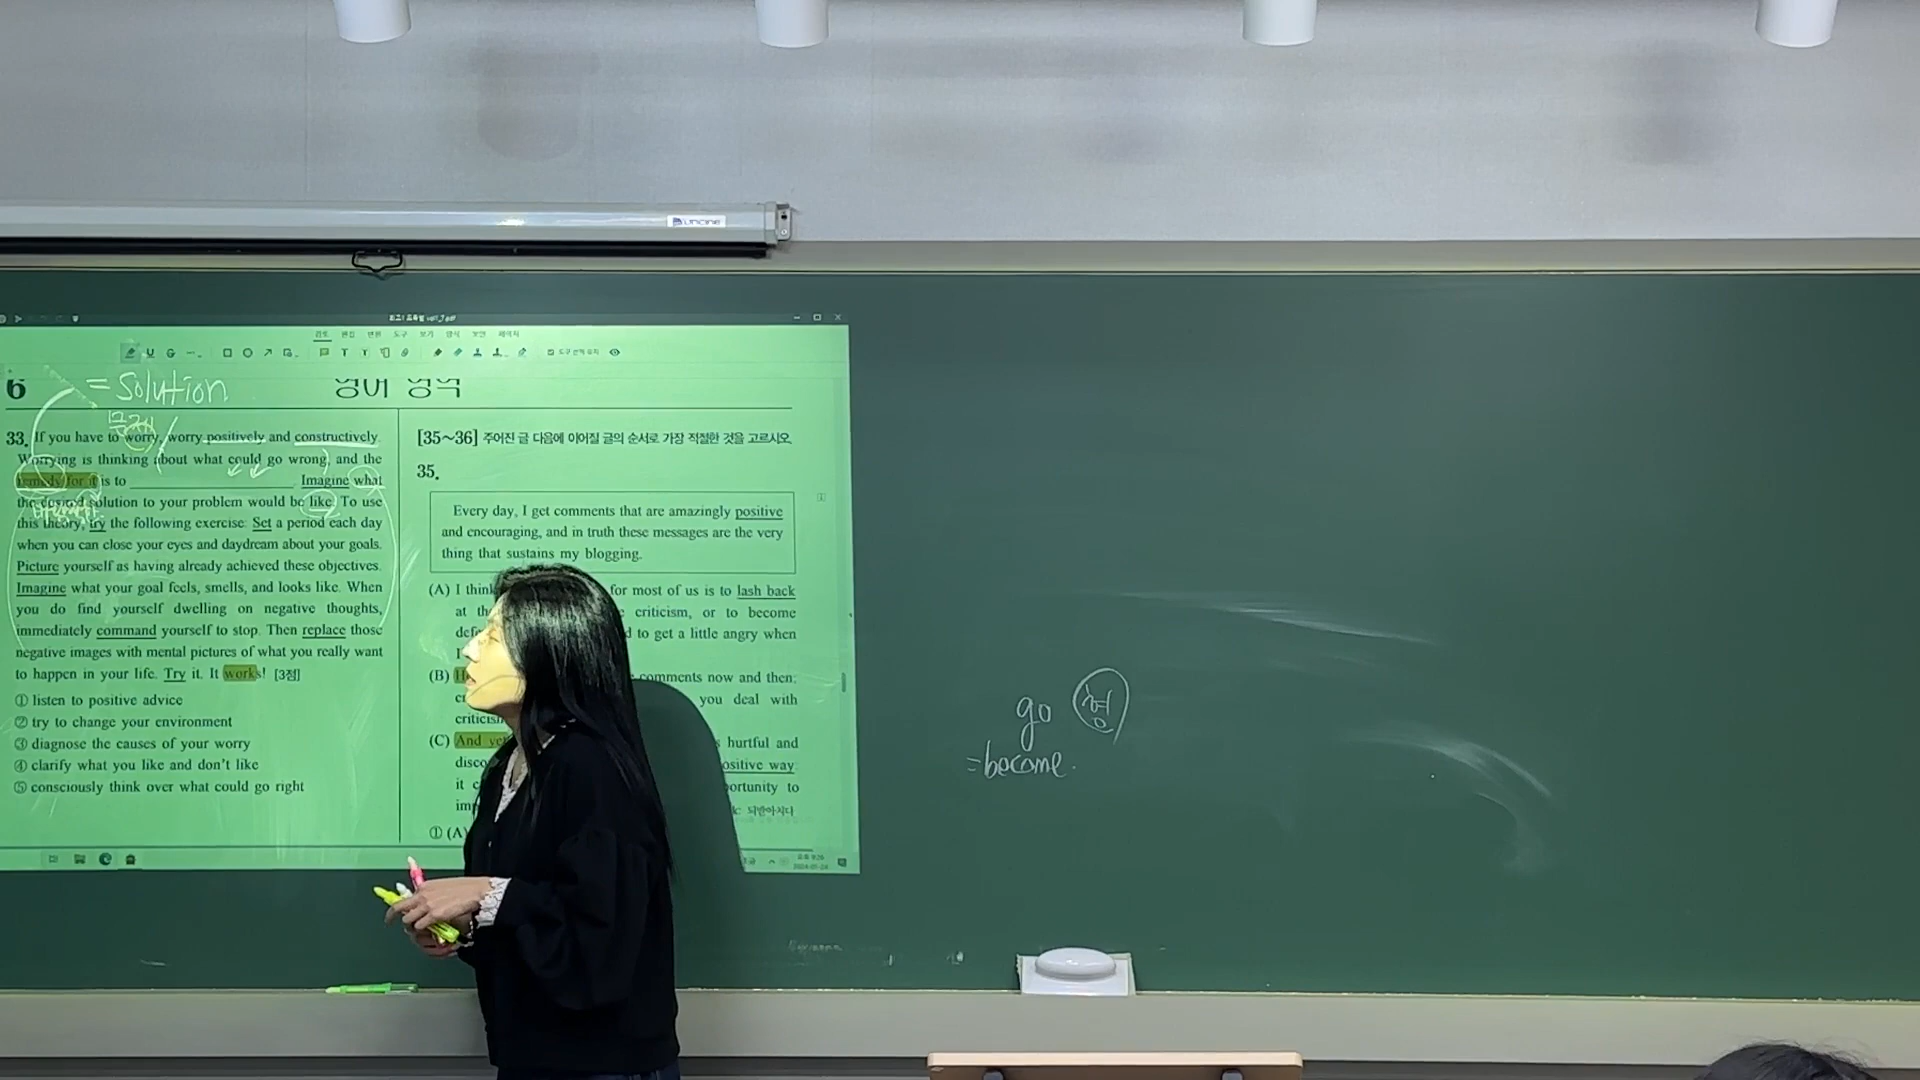 6
= Solution
영어 영역
33. If you have to worry, worry positively and constructively.
Worrying is thinking about what could go wrong, and the
remedy for it is to ____________ . Imagine what
the desired solution to your problem would be like. To use
this theory, try the following exercise: Set a period each day
when you can close your eyes and daydream about your goals.
Picture yourself as having already achieved these objectives.
Imagine what your goal feels, smells, and looks like. When
you do find yourself dwelling on negative thoughts,
immediately command yourself to stop. Then replace those
negative images with mental pictures of what you really want
to happen in your life. Try it. It works! [3점]
① listen to positive advice
② try to change your environment
③ diagnose the causes of your worry
④ clarify what you like and don't like
⑤ consciously think over what could go right
[35~36] 주어진 글 다음에 이어질 글의 순서로 가장 적절한 것을 고르시오.
35.
Every day, I get comments that are amazingly positive
and encouraging, and in truth these messages are the very
thing that sustains my blogging.
(A) I think for most of us is to lash back
at criticism, or to become
to get a little angry when
(B) comments now and then;
you deal with
(C) And yet hurtful and
positive way
it
① (A)
go 형
=become.